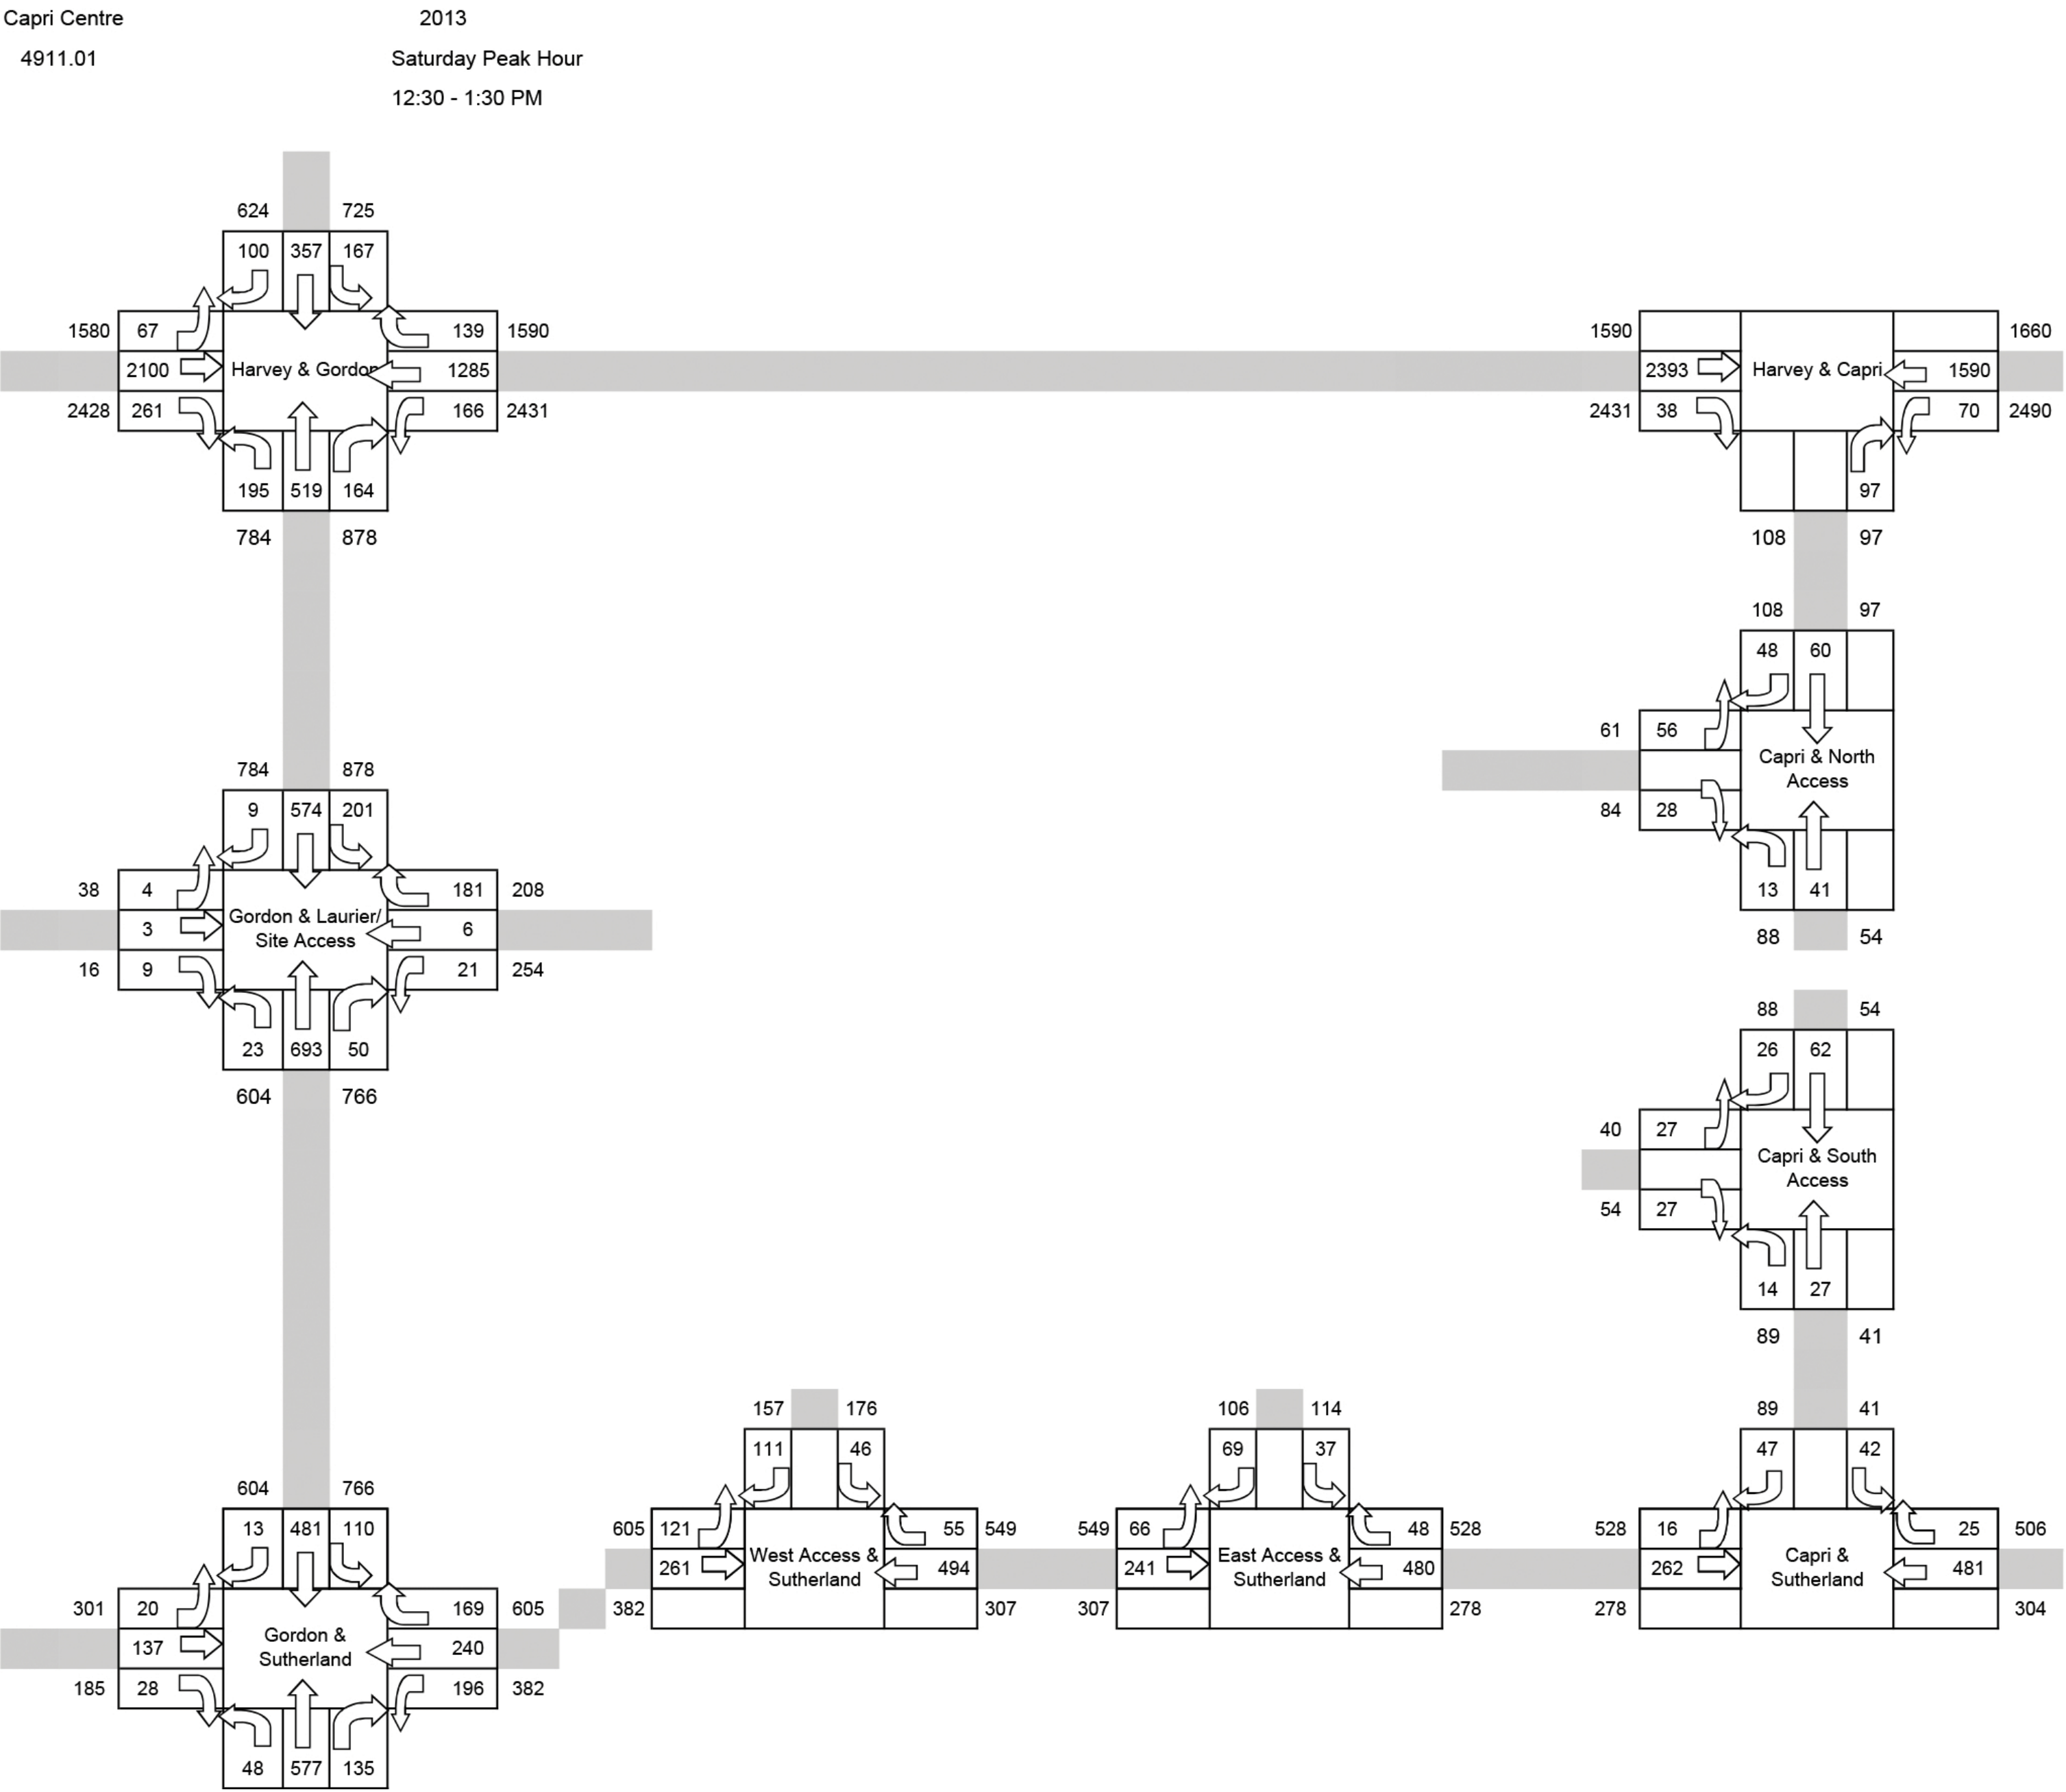 Capri Centre 2013
4911.01 Saturday Peak Hour
12:30 - 1:30 PM
624 725
100 357 167
1580 67 139 1590
2100 Harvey & Gordon 1285
2428 261 166 2431
195 519 164
784 878
1590 1660
2393 Harvey & Capri 1590
2431 38 70 2490
97
108 97
108 97
48 60
61 56
Capri & North
Access
84 28
13 41
88 54
784 878
9 574 201
38 4 181 208
Gordon & Laurier/
Site Access
3 6
16 9 21 254
23 693 50
604 766
88 54
26 62
40 27
Capri & South
Access
54 27
14 27
89 41
604 766
13 481 110
301 20 169 605
137 240
Gordon &
Sutherland
185 28 196 382
48 577 135
157 176
111 46
605 121 55 549
261 494
West Access &
Sutherland
382 307
106 114
69 37
549 66 48 528
241 480
East Access &
Sutherland
307 278
89 41
47 42
528 16 25 506
262 481
Capri &
Sutherland
278 304